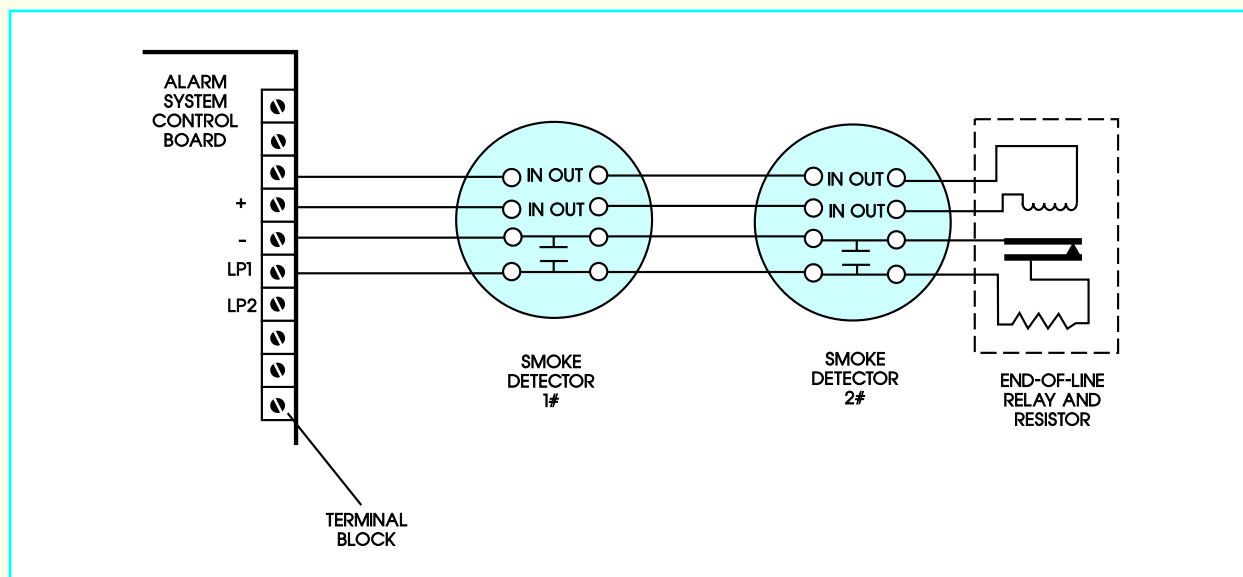 ALARM
SYSTEM
CONTROL
BOARD
+
-
LP1
LP2
IN OUT
IN OUT
IN OUT
IN OUT
SMOKE
DETECTOR
1#
SMOKE
DETECTOR
2#
END-OF-LINE
RELAY AND
RESISTOR
TERMINAL
BLOCK